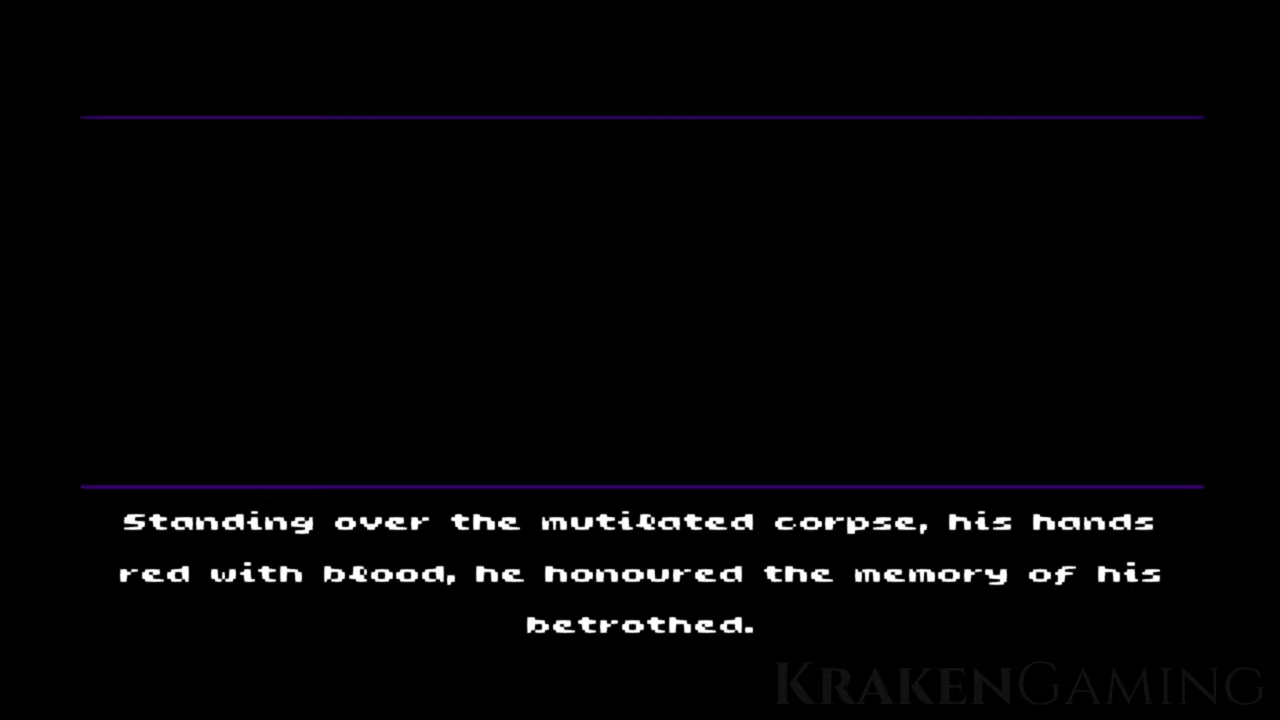 Standing over the mutilated corpse, his hands
red with blood, he honoured the memory of his
betrothed.
KRAKENGAMING